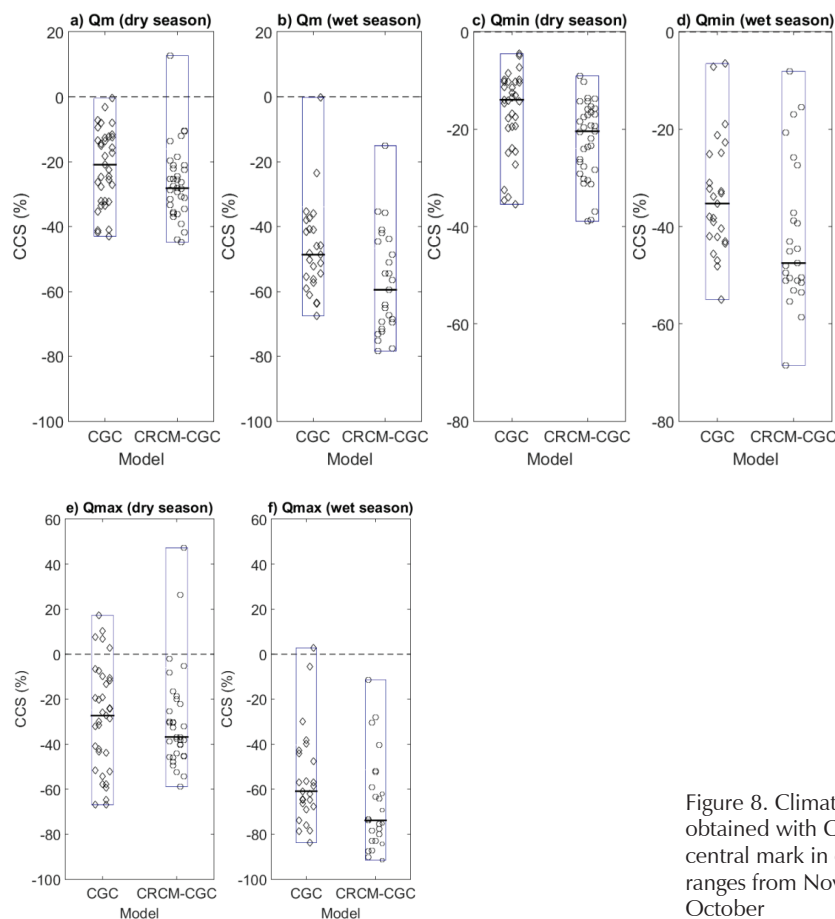 a) Qm (dry season)
20
0
-20
-40
-60
-80
-100
CCS (%)
CGC CRCM-CGC
Model
b) Qm (wet season)
20
0
-20
-40
-60
-80
-100
CCS (%)
CGC CRCM-CGC
Model
c) Qmin (dry season)
0
-20
-40
-60
-80
CCS (%)
CGC CRCM-CGC
Model
d) Qmin (wet season)
0
-20
-40
-60
-80
CCS (%)
CGC CRCM-CGC
Model
e) Qmax (dry season)
60
40
20
0
-20
-40
-60
-80
-100
CCS (%)
CGC CRCM-CGC
Model
f) Qmax (wet season)
60
40
20
0
-20
-40
-60
-80
-100
CCS (%)
CGC CRCM-CGC
Model
Figure 8. Climat
obtained with
central mark in
ranges from Nov
October